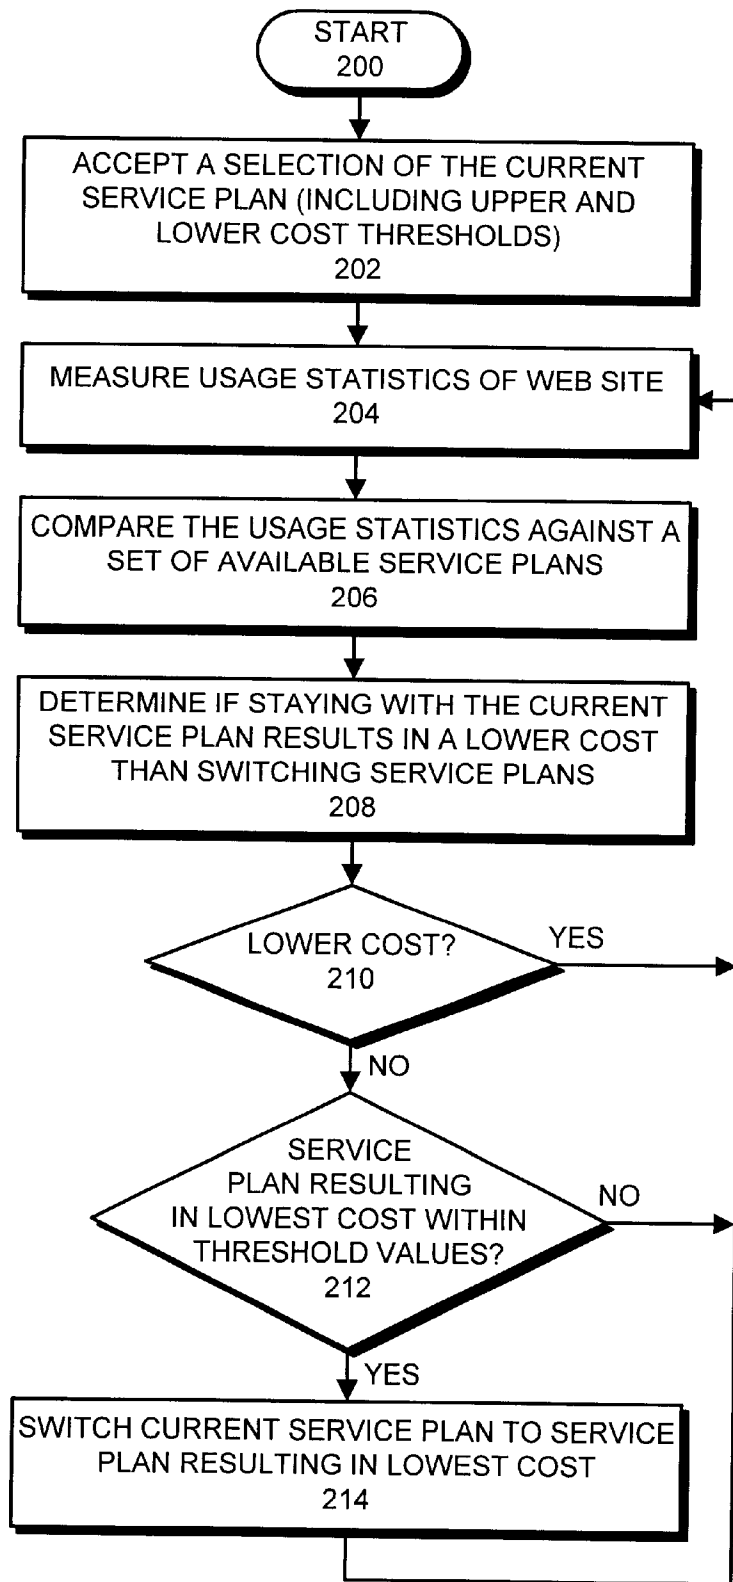 START
200
ACCEPT A SELECTION OF THE CURRENT
SERVICE PLAN (INCLUDING UPPER AND
LOWER COST THRESHOLDS)
202
MEASURE USAGE STATISTICS OF WEB SITE
204
COMPARE THE USAGE STATISTICS AGAINST A
SET OF AVAILABLE SERVICE PLANS
206
DETERMINE IF STAYING WITH THE CURRENT
SERVICE PLAN RESULTS IN A LOWER COST
THAN SWITCHING SERVICE PLANS
208
LOWER COST?
210
YES
NO
SERVICE
PLAN RESULTING
IN LOWEST COST WITHIN
THRESHOLD VALUES?
212
NO
YES
SWITCH CURRENT SERVICE PLAN TO SERVICE
PLAN RESULTING IN LOWEST COST
214